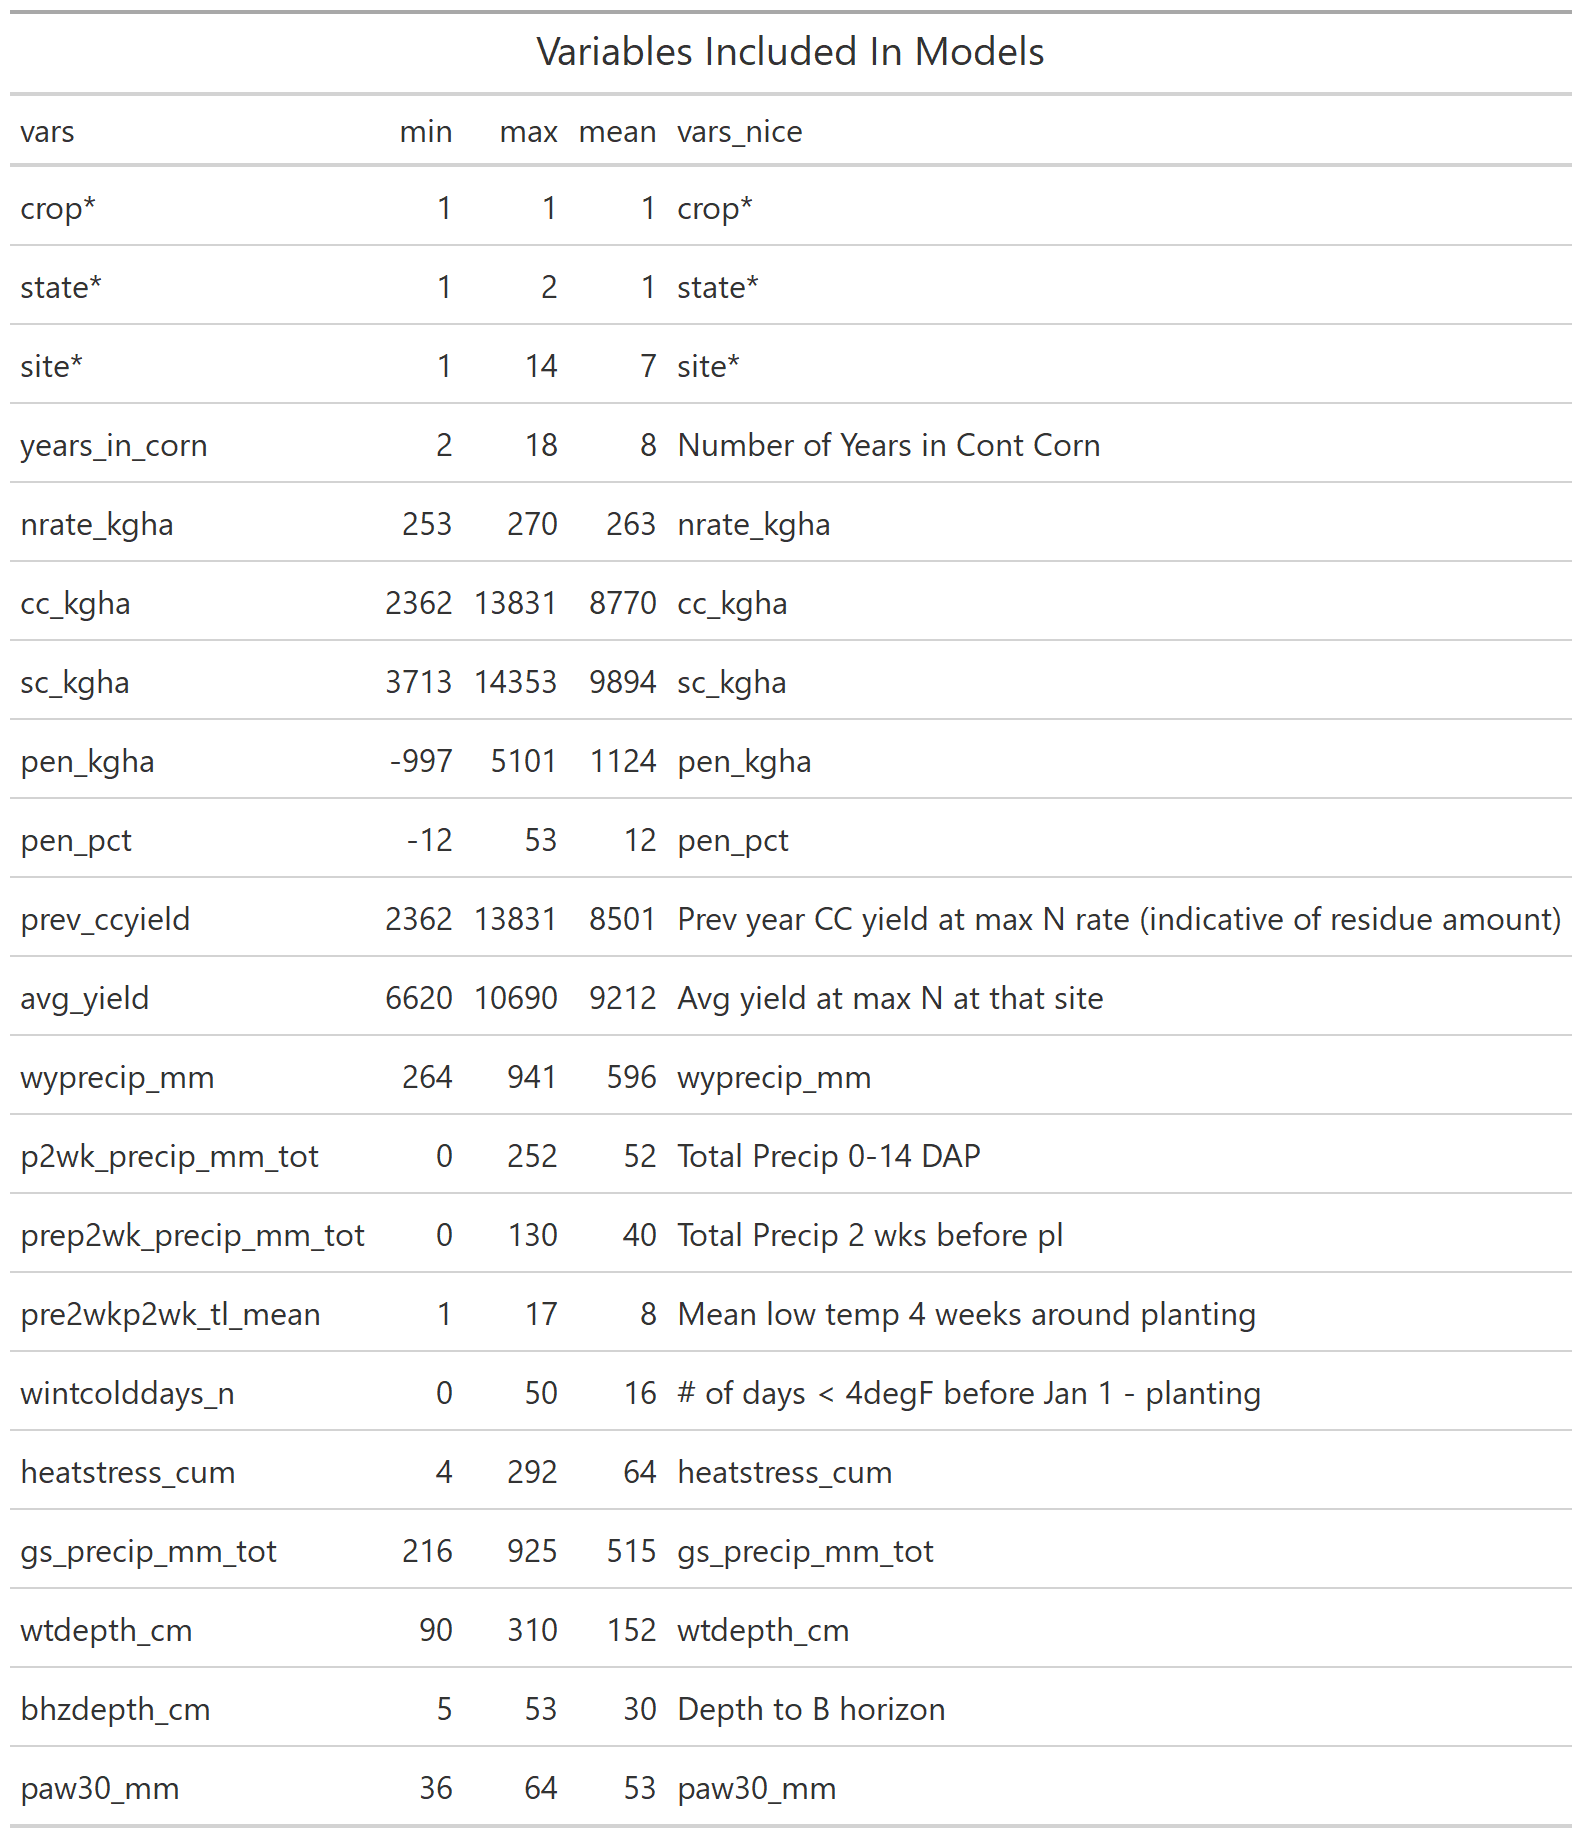 Variables Included In Models
vars min max mean vars_nice
crop* 1 1 1 crop*
state* 1 2 1 state*
site* 1 14 7 site*
years_in_corn 2 18 8 Number of Years in Cont Corn
nrate_kgha 253 270 263 nrate_kgha
cc_kgha 2362 13831 8770 cc_kgha
sc_kgha 3713 14353 9894 sc_kgha
pen_kgha -997 5101 1124 pen_kgha
pen_pct -12 53 12 pen_pct
prev_ccyield 2362 13831 8501 Prev year CC yield at max N rate (indicative of residue amount)
avg_yield 6620 10690 9212 Avg yield at max N at that site
wyprecip_mm 264 941 596 wyprecip_mm
p2wk_precip_mm_tot 0 252 52 Total Precip 0-14 DAP
prep2wk_precip_mm_tot 0 130 40 Total Precip 2 wks before pl
pre2wkp2wk_tl_mean 1 17 8 Mean low temp 4 weeks around planting
wintcolddays_n 0 50 16 # of days < 4degF before Jan 1 - planting
heatstress_cum 4 292 64 heatstress_cum
gs_precip_mm_tot 216 925 515 gs_precip_mm_tot
wtdepth_cm 90 310 152 wtdepth_cm
bhzdepth_cm 5 53 30 Depth to B horizon
paw30_mm 36 64 53 paw30_mm